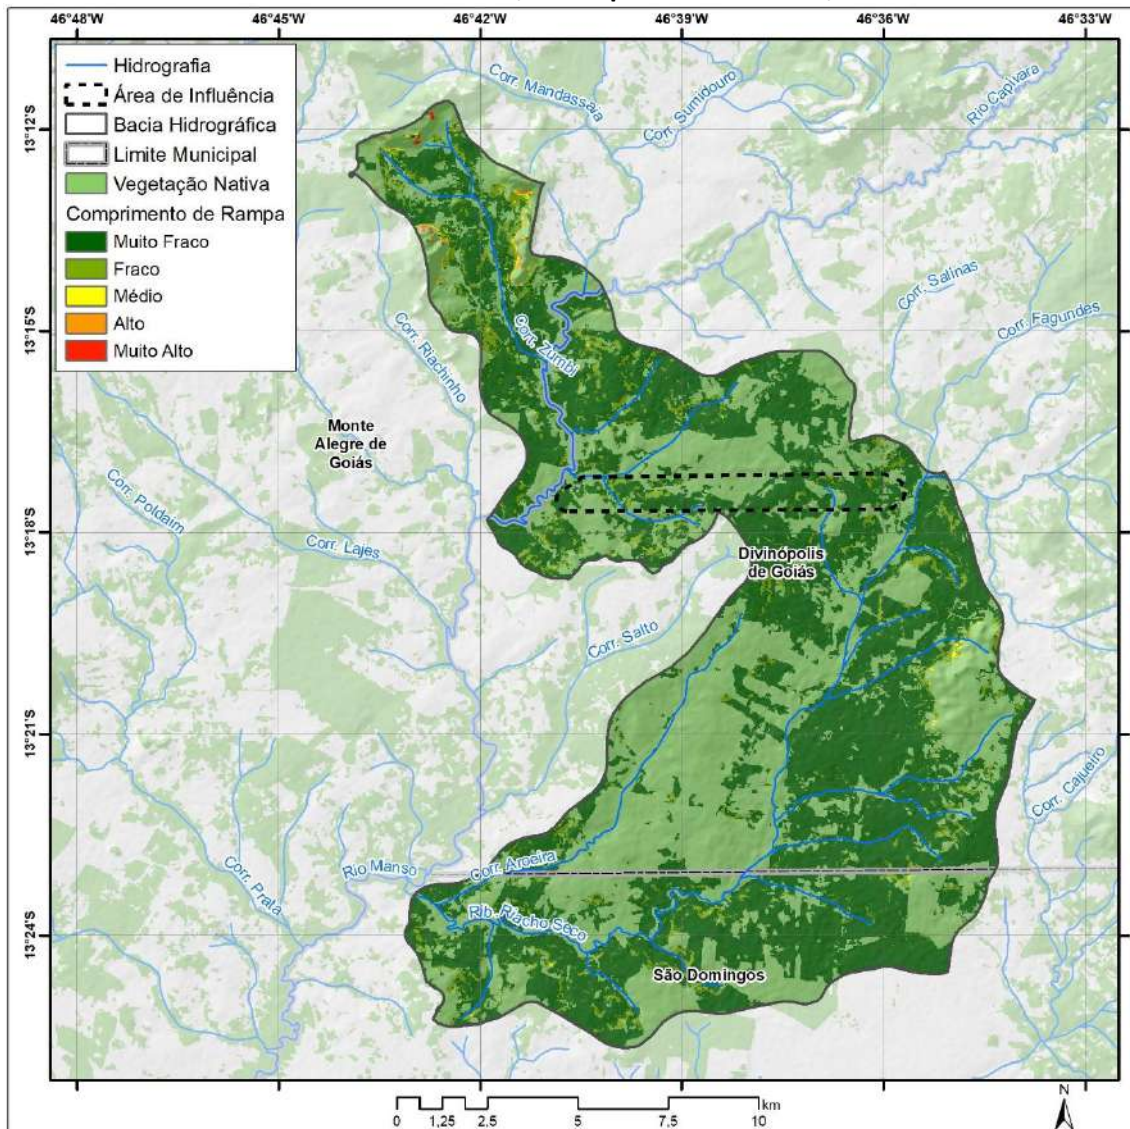 46°48'W
46°45'W
46°42'W
46°39'W
46°36'W
46°33'W
Hidrografia
Área de Influência
Bacia Hidrográfica
Limite Municipal
Vegetação Nativa
Comprimento de Rampa
Muito Fraco
Fraco
Médio
Alto
Muito Alto
13°12'S
13°15'S
13°18'S
13°21'S
13°24'S
Corr. Mandassaia
Corr. Sumidouro
Rio Capivara
Corr. Salinas
Corr. Fagundes
Corr. Riachinho
Corr. Zumbi
Monte
Alegre de
Goiás
Corr. Poldaim
Corr. Lajes
Divinópolis
de Goiás
Corr. Salto
Corr. Cajueiro
Rio Manso
Corr. Aroeira
Corr. Prata
Rib. Riacho Seco
São Domingos
0 1,25 2,5 5 7,5 10 km
N